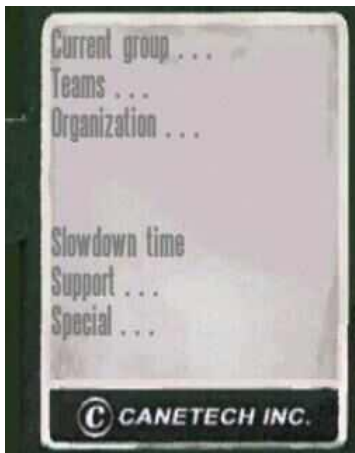 Current group . . .
Teams . . .
Organization . . .
Slowdown time
Support . . .
Special . . .
© CANETECH INC.